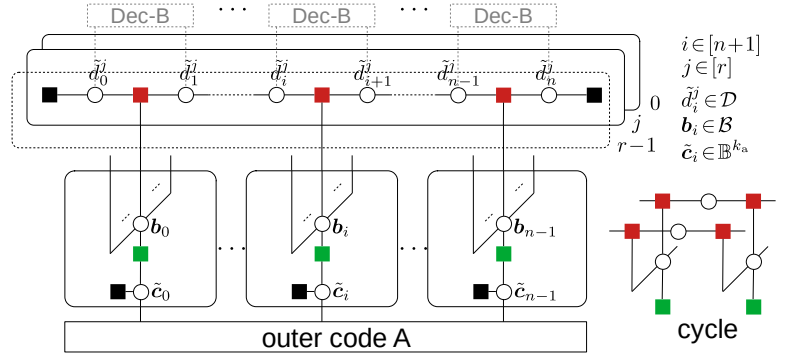 Dec-B ··· Dec-B ··· Dec-B
d̃₀ʲ d̃₁ʲ d̃ᵢʲ d̃ᵢ₊₁ʲ d̃ₙ₋₁ʲ d̃ₙʲ
0
j
r−1
i∈[n+1]
j∈[r]
d̃ᵢʲ∈𝒟
𝒃ᵢ∈ℬ
𝒄̃ᵢ∈𝔹^{kₐ}
𝒃₀ ··· 𝒃ᵢ ··· 𝒃ₙ₋₁
𝒄̃₀ 𝒄̃ᵢ 𝒄̃ₙ₋₁
outer code A
cycle